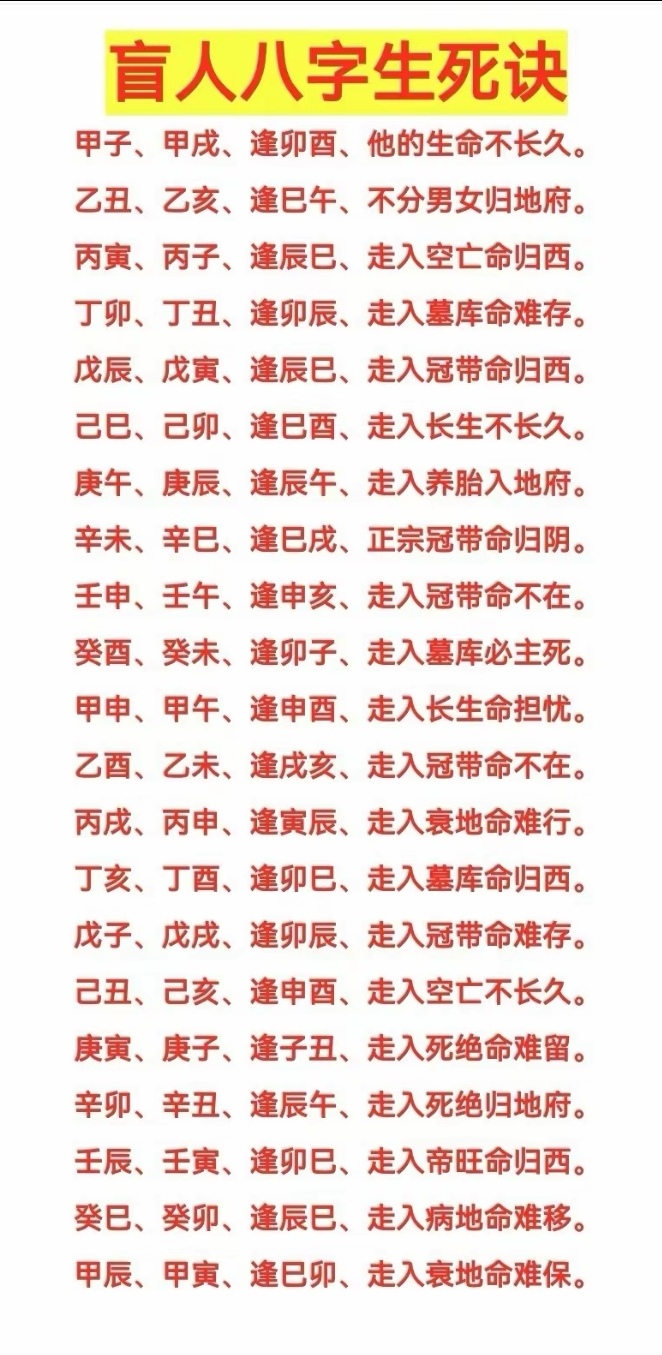 盲人八字生死诀
甲子、甲戌、逢卯酉、他的生命不长久。
乙丑、乙亥、逢巳午、不分男女归地府。
丙寅、丙子、逢辰巳、走入空亡命归西。
丁卯、丁丑、逢卯辰、走入墓库命难存。
戊辰、戊寅、逢辰巳、走入冠带命归西。
己巳、己卯、逢巳酉、走入长生不长久。
庚午、庚辰、逢辰午、走入养胎入地府。
辛未、辛巳、逢巳戌、正宗冠带命归阴。
壬申、壬午、逢申亥、走入冠带命不在。
癸酉、癸未、逢卯子、走入墓库必主死。
甲申、甲午、逢申酉、走入长生命担忧。
乙酉、乙未、逢戌亥、走入冠带命不在。
丙戌、丙申、逢寅辰、走入衰地命难行。
丁亥、丁酉、逢卯巳、走入墓库命归西。
戊子、戊戌、逢卯辰、走入冠带命难存。
己丑、己亥、逢申酉、走入空亡不长久。
庚寅、庚子、逢子丑、走入死绝命难留。
辛卯、辛丑、逢辰午、走入死绝归地府。
壬辰、壬寅、逢卯巳、走入帝旺命归西。
癸巳、癸卯、逢辰巳、走入病地命难移。
甲辰、甲寅、逢巳卯、走入衰地命难保。